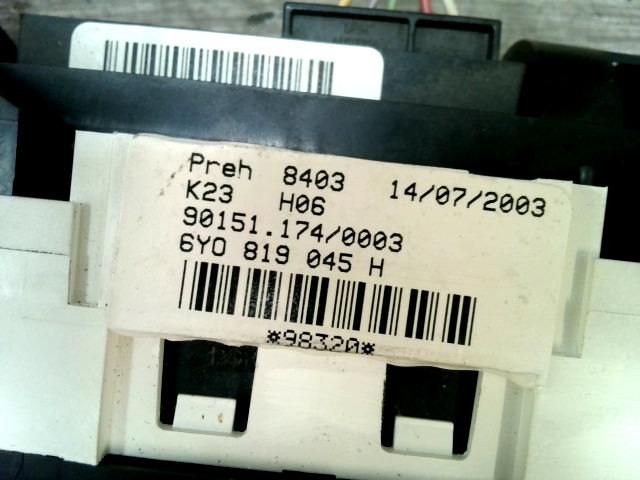 Preh 8403 14/07/2003
K23 H06
90151.174/0003
6Y0 819 045 H
*98320*